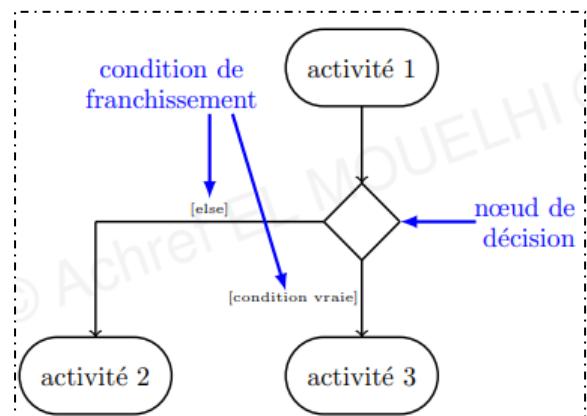 activité 1
condition de
franchissement
[else]
nœud de
décision
[condition vraie]
activité 2
activité 3
© Achref EL MOUELHI ©